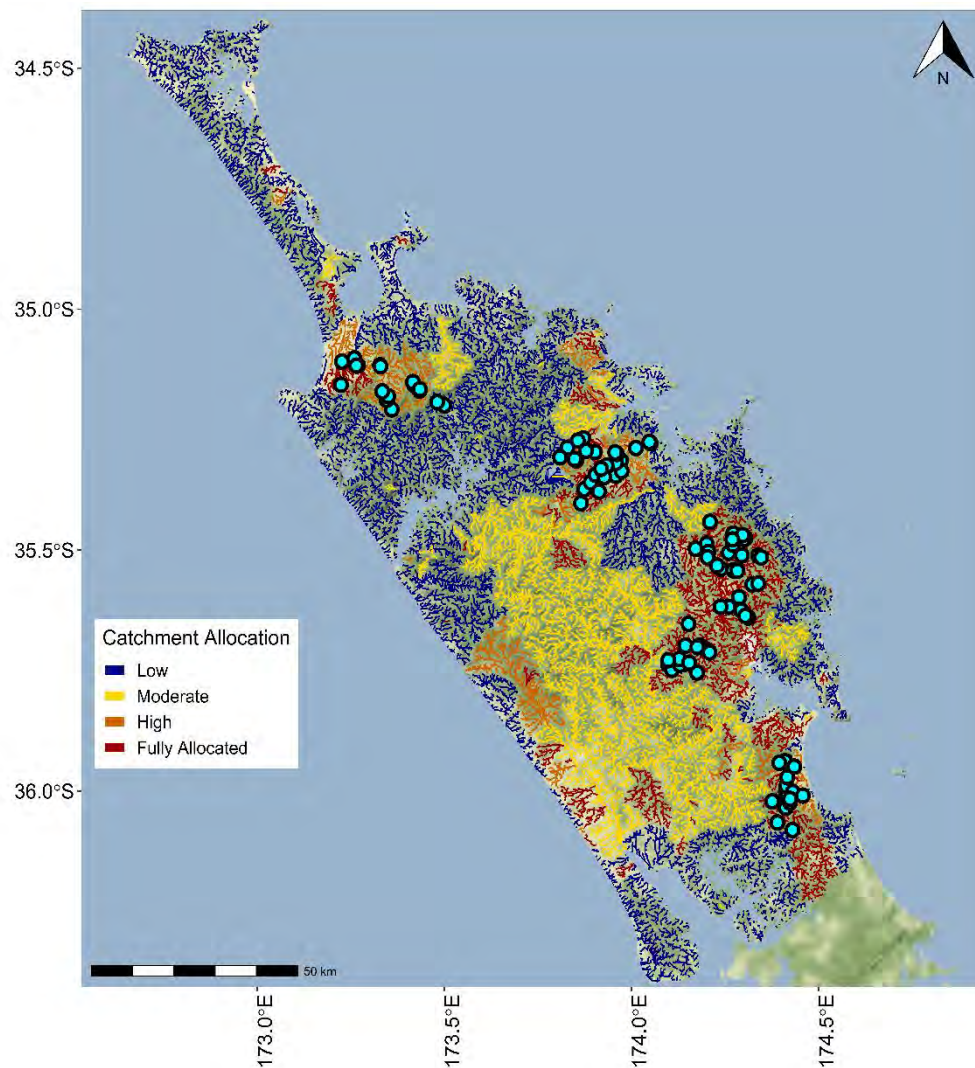 N
34.5°S
35.0°S
35.5°S
36.0°S
Catchment Allocation
Low
Moderate
High
Fully Allocated
50 km
173.0°E
173.5°E
174.0°E
174.5°E